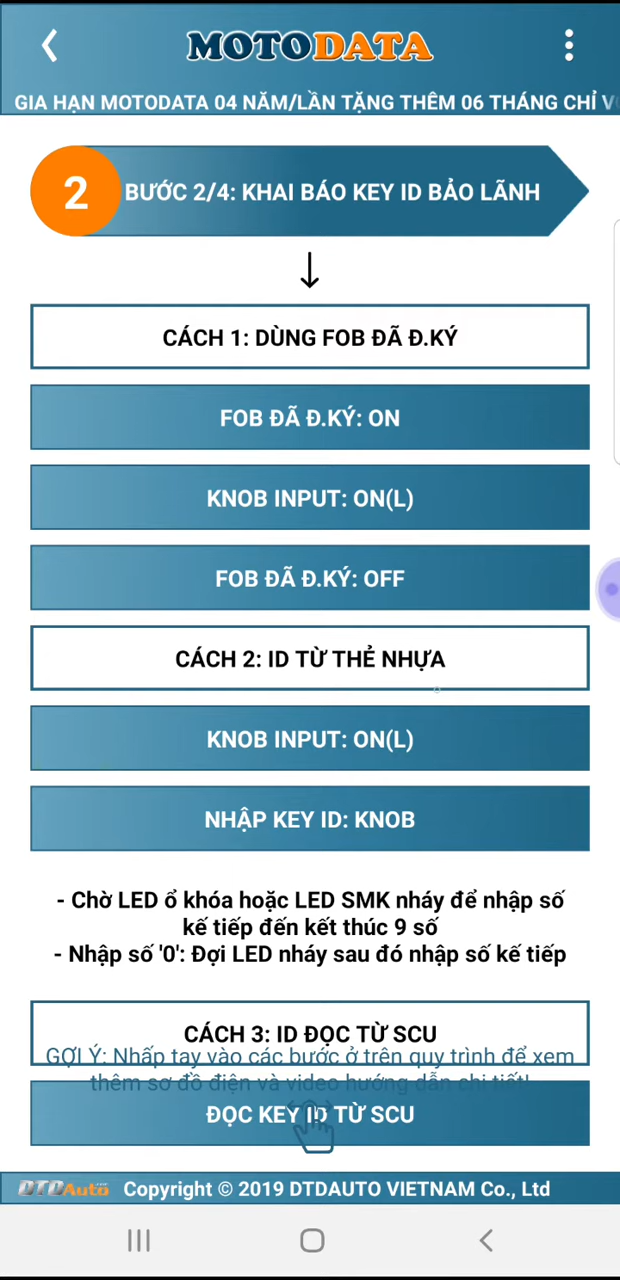 MOTODATA
GIA HẠN MOTODATA 04 NĂM/LẦN TẶNG THÊM 06 THÁNG CHỈ
2
BƯỚC 2/4: KHAI BÁO KEY ID BẢO LÃNH
CÁCH 1: DÙNG FOB ĐÃ Đ.KÝ
FOB ĐÃ Đ.KÝ: ON
KNOB INPUT: ON(L)
FOB ĐÃ Đ.KÝ: OFF
CÁCH 2: ID TỪ THẺ NHỰA
KNOB INPUT: ON(L)
NHẬP KEY ID: KNOB
- Chờ LED ổ khóa hoặc LED SMK nháy để nhập số
kế tiếp đến kết thúc 9 số
- Nhập số '0': Đợi LED nháy sau đó nhập số kế tiếp
CÁCH 3: ID ĐỌC TỪ SCU
GỢI Ý: Nhấp tay vào các bước ở trên quy trình để xem
thêm sơ đồ điện và video hướng dẫn chi tiết!
ĐỌC KEY ID TỪ SCU
DTDAuto Copyright © 2019 DTDAUTO VIETNAM Co., Ltd